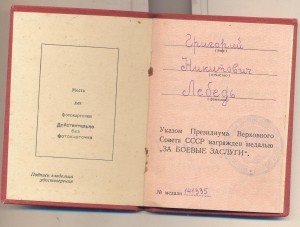 Место
для
фотокарточки
Действительно
без
фотокарточки
Подпись владельца
удостоверения
Григорий
(имя)
Никитович
(отчество)
Лебедь
(фамилия)
Указом Президиума Верховного
Совета СССР награжден медалью
„ЗА БОЕВЫЕ ЗАСЛУГИ“.
№ медали